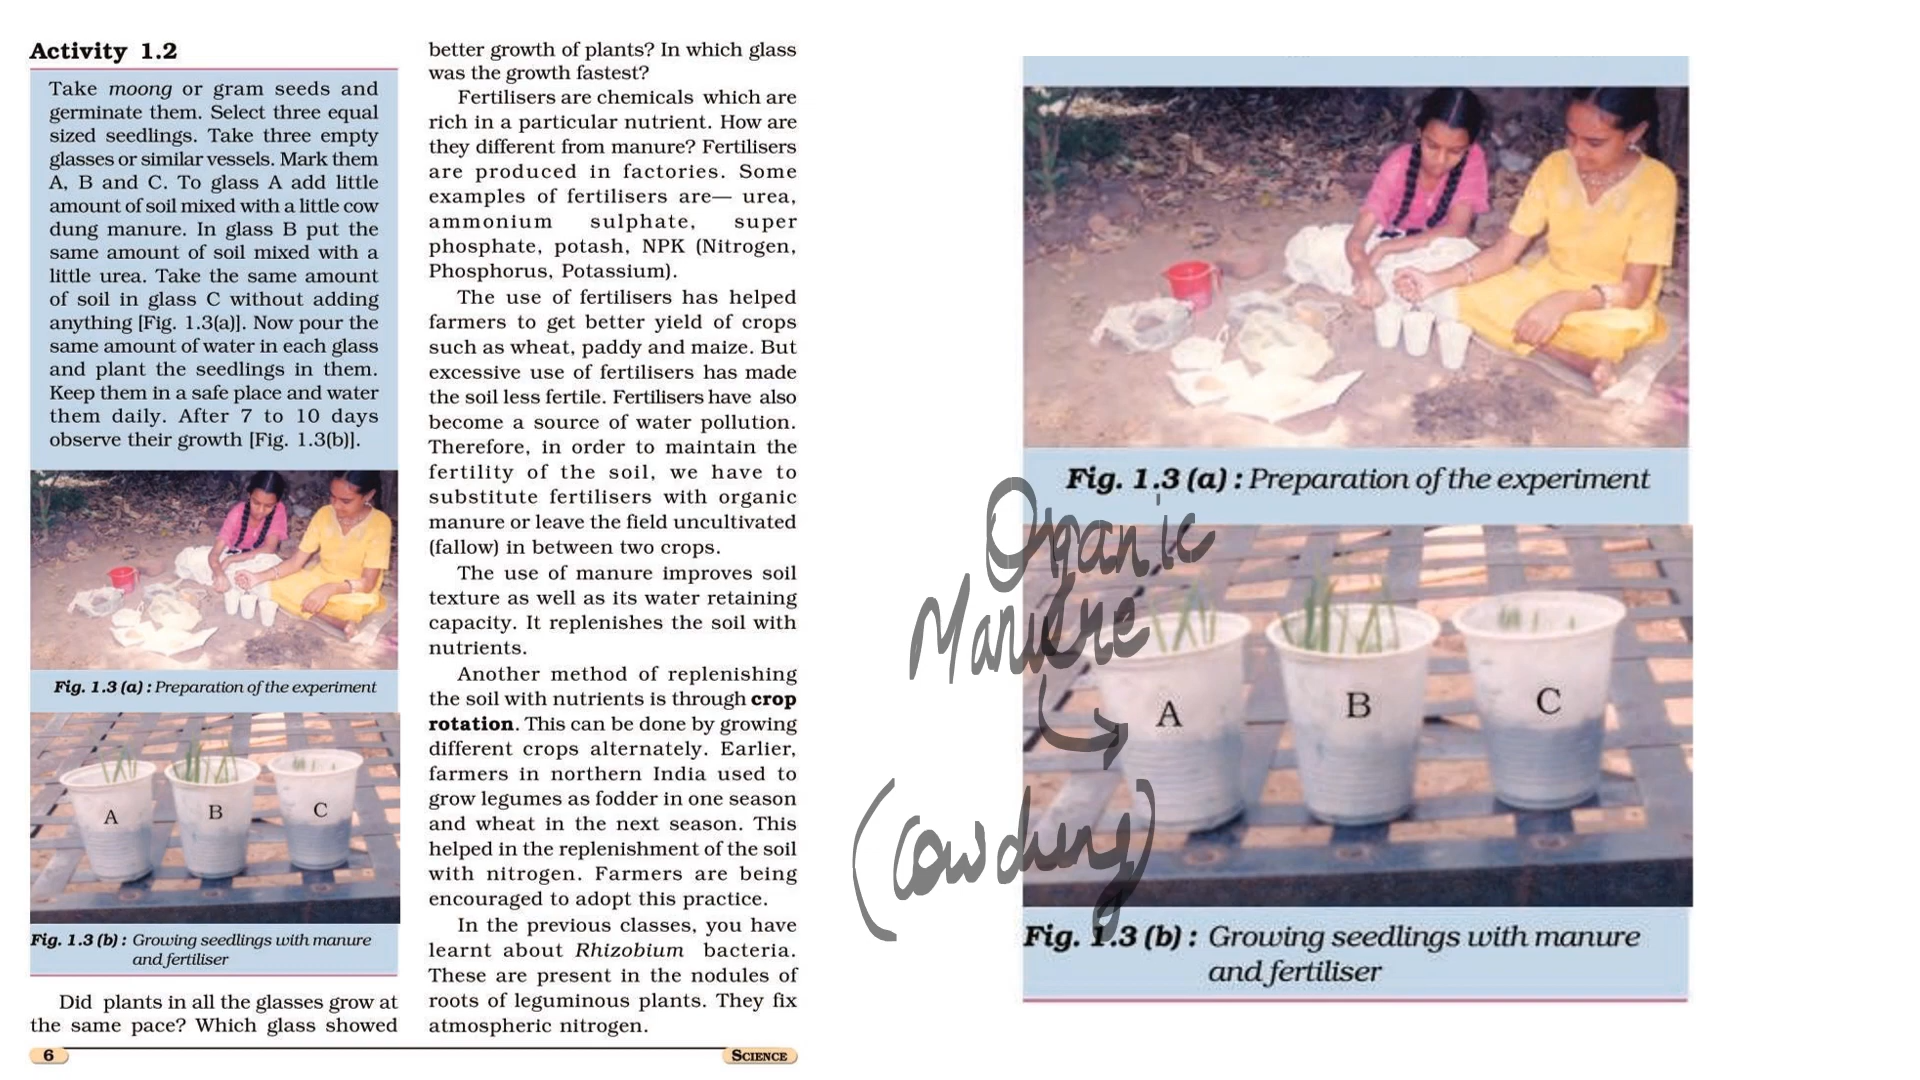 Activity 1.2
Take moong or gram seeds and
germinate them. Select three equal
sized seedlings. Take three empty
glasses or similar vessels. Mark them
A, B and C. To glass A add little
amount of soil mixed with a little cow
dung manure. In glass B put the
same amount of soil mixed with a
little urea. Take the same amount
of soil in glass C without adding
anything [Fig. 1.3(a)]. Now pour the
same amount of water in each glass
and plant the seedlings in them.
Keep them in a safe place and water
them daily. After 7 to 10 days
observe their growth [Fig. 1.3(b)].
Fig. 1.3 (a) : Preparation of the experiment
A
B
C
Fig. 1.3 (b) : Growing seedlings with manure
and fertiliser
Did plants in all the glasses grow at
the same pace? Which glass showed
better growth of plants? In which glass
was the growth fastest?
Fertilisers are chemicals which are
rich in a particular nutrient. How are
they different from manure? Fertilisers
are produced in factories. Some
examples of fertilisers are— urea,
ammonium sulphate, super
phosphate, potash, NPK (Nitrogen,
Phosphorus, Potassium).
The use of fertilisers has helped
farmers to get better yield of crops
such as wheat, paddy and maize. But
excessive use of fertilisers has made
the soil less fertile. Fertilisers have also
become a source of water pollution.
Therefore, in order to maintain the
fertility of the soil, we have to
substitute fertilisers with organic
manure or leave the field uncultivated
(fallow) in between two crops.
The use of manure improves soil
texture as well as its water retaining
capacity. It replenishes the soil with
nutrients.
Another method of replenishing
the soil with nutrients is through crop
rotation. This can be done by growing
different crops alternately. Earlier,
farmers in northern India used to
grow legumes as fodder in one season
and wheat in the next season. This
helped in the replenishment of the soil
with nitrogen. Farmers are being
encouraged to adopt this practice.
In the previous classes, you have
learnt about Rhizobium bacteria.
These are present in the nodules of
roots of leguminous plants. They fix
atmospheric nitrogen.
6
SCIENCE
Fig. 1.3 (a) : Preparation of the experiment
Organic
Manure
A
B
C
(cow dung)
Fig. 1.3 (b) : Growing seedlings with manure
and fertiliser